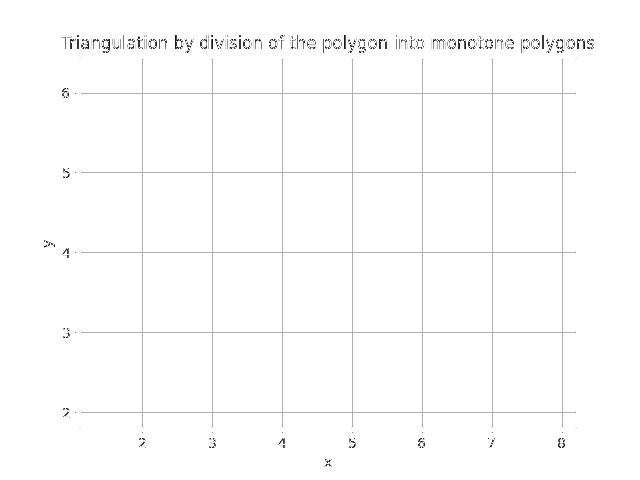 Triangulation by division of the polygon into monotone polygons
6
5
y
4
3
2
2 3 4 5 6 7 8
x